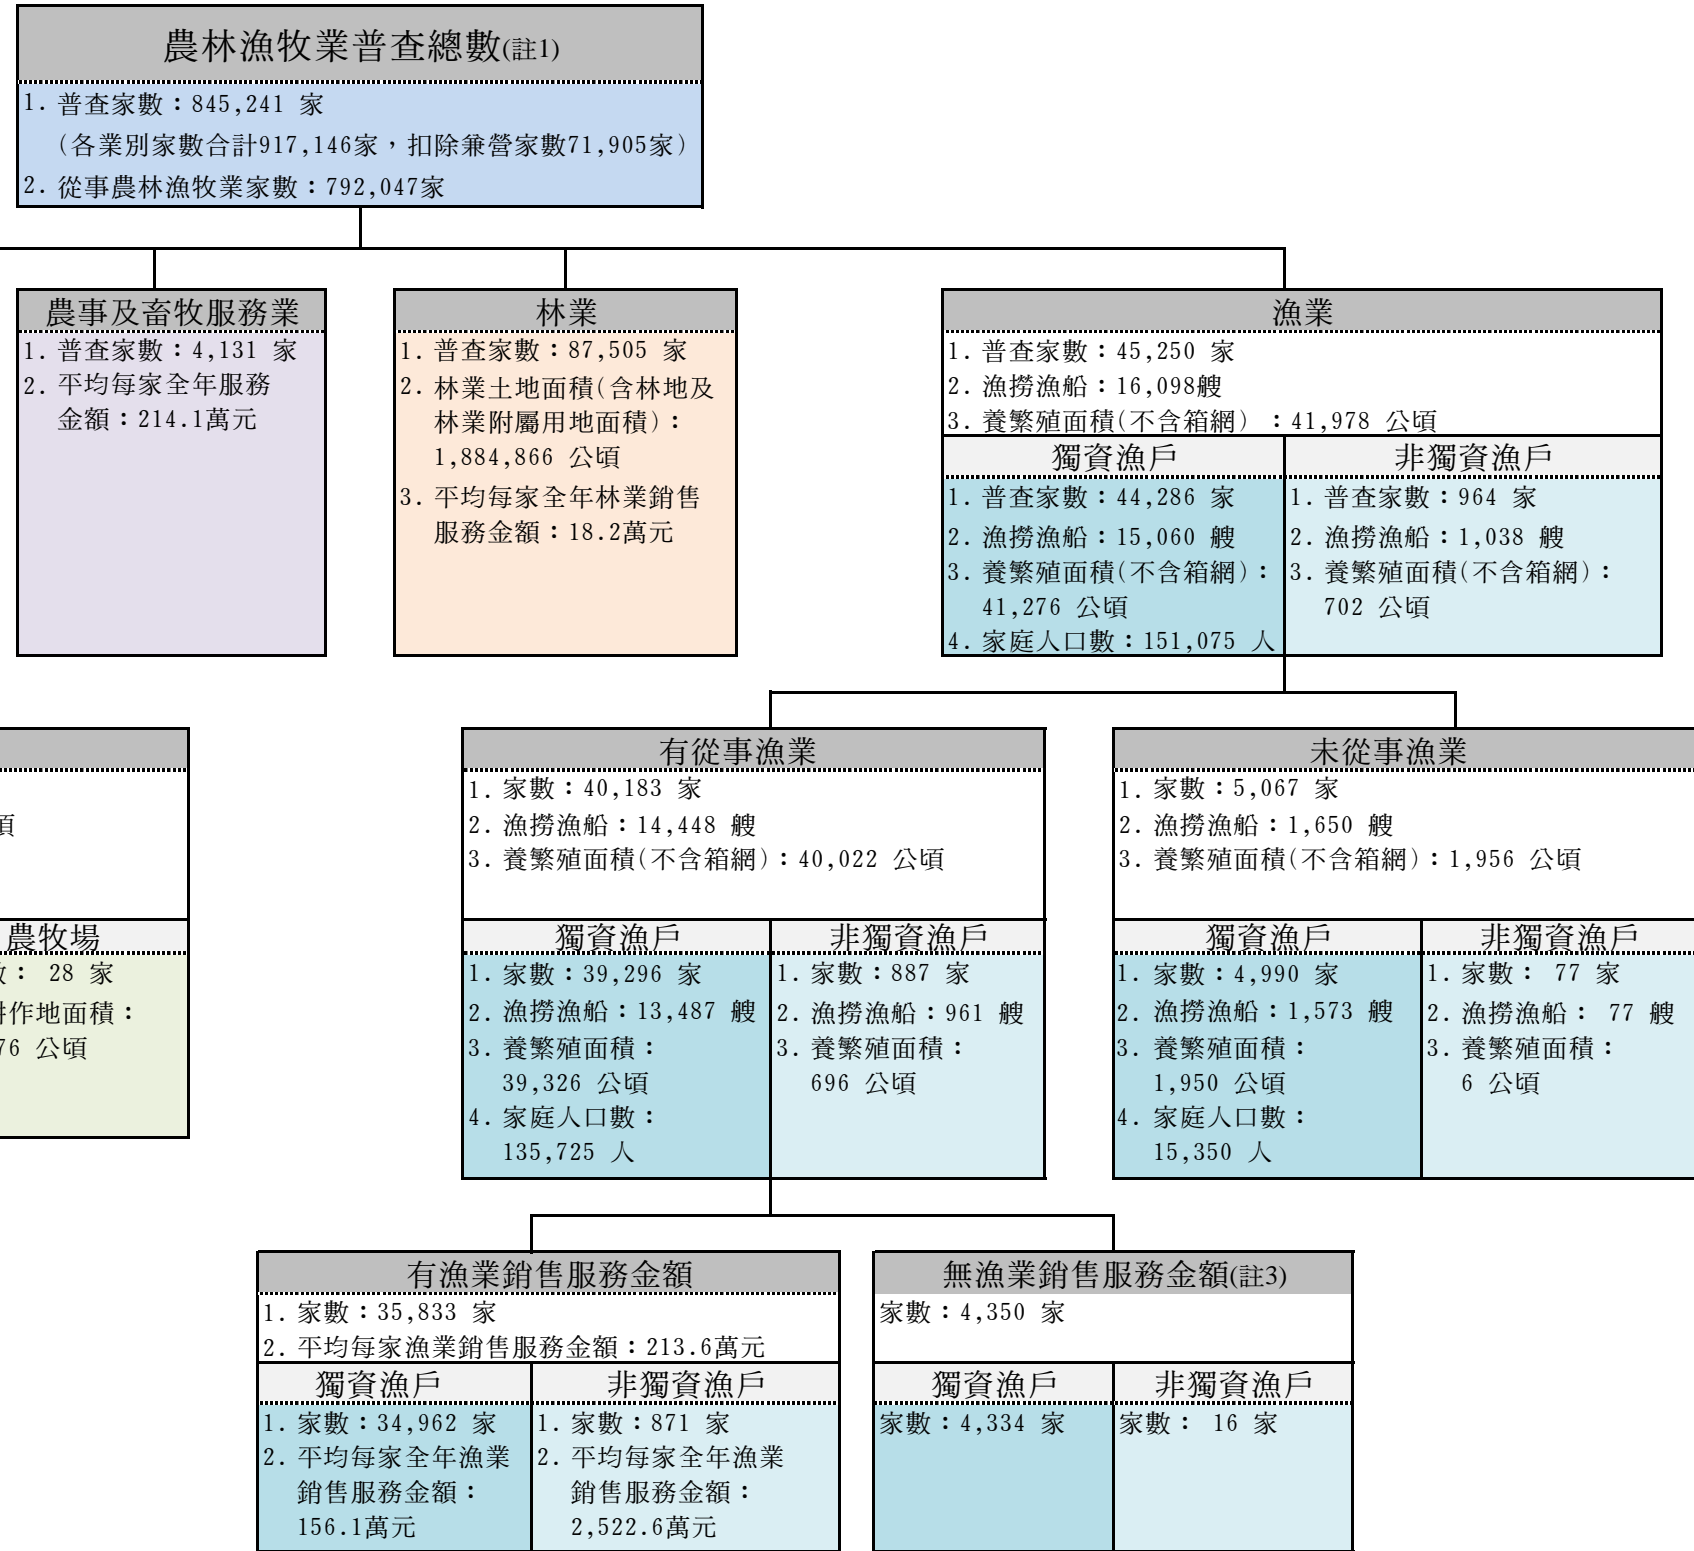 農林漁牧業普查總數(註1)
1. 普查家數：845,241 家
(各業別家數合計917,146家，扣除兼營家數71,905家)
2. 從事農林漁牧業家數：792,047家
農事及畜牧服務業
1. 普查家數：4,131 家
2. 平均每家全年服務
金額：214.1萬元
林業
1. 普查家數：87,505 家
2. 林業土地面積(含林地及
林業附屬用地面積)：
1,884,866 公頃
3. 平均每家全年林業銷售
服務金額：18.2萬元
漁業
1. 普查家數：45,250 家
2. 漁撈漁船：16,098艘
3. 養繁殖面積(不含箱網) ：41,978 公頃
獨資漁戶
1. 普查家數：44,286 家
2. 漁撈漁船：15,060 艘
3. 養繁殖面積(不含箱網)：
41,276 公頃
4. 家庭人口數：151,075 人
非獨資漁戶
1. 普查家數：964 家
2. 漁撈漁船：1,038 艘
3. 養繁殖面積(不含箱網)：
702 公頃
頃
農牧場
數： 28 家
耕作地面積：
76 公頃
有從事漁業
1. 家數：40,183 家
2. 漁撈漁船：14,448 艘
3. 養繁殖面積(不含箱網)：40,022 公頃
獨資漁戶
1. 家數：39,296 家
2. 漁撈漁船：13,487 艘
3. 養繁殖面積：
39,326 公頃
4. 家庭人口數：
135,725 人
非獨資漁戶
1. 家數：887 家
2. 漁撈漁船：961 艘
3. 養繁殖面積：
696 公頃
未從事漁業
1. 家數：5,067 家
2. 漁撈漁船：1,650 艘
3. 養繁殖面積(不含箱網)：1,956 公頃
獨資漁戶
1. 家數：4,990 家
2. 漁撈漁船：1,573 艘
3. 養繁殖面積：
1,950 公頃
4. 家庭人口數：
15,350 人
非獨資漁戶
1. 家數： 77 家
2. 漁撈漁船： 77 艘
3. 養繁殖面積：
6 公頃
有漁業銷售服務金額
1. 家數：35,833 家
2. 平均每家漁業銷售服務金額：213.6萬元
獨資漁戶
1. 家數：34,962 家
2. 平均每家全年漁業
銷售服務金額：
156.1萬元
非獨資漁戶
1. 家數：871 家
2. 平均每家全年漁業
銷售服務金額：
2,522.6萬元
無漁業銷售服務金額(註3)
家數：4,350 家
獨資漁戶
家數：4,334 家
非獨資漁戶
家數： 16 家